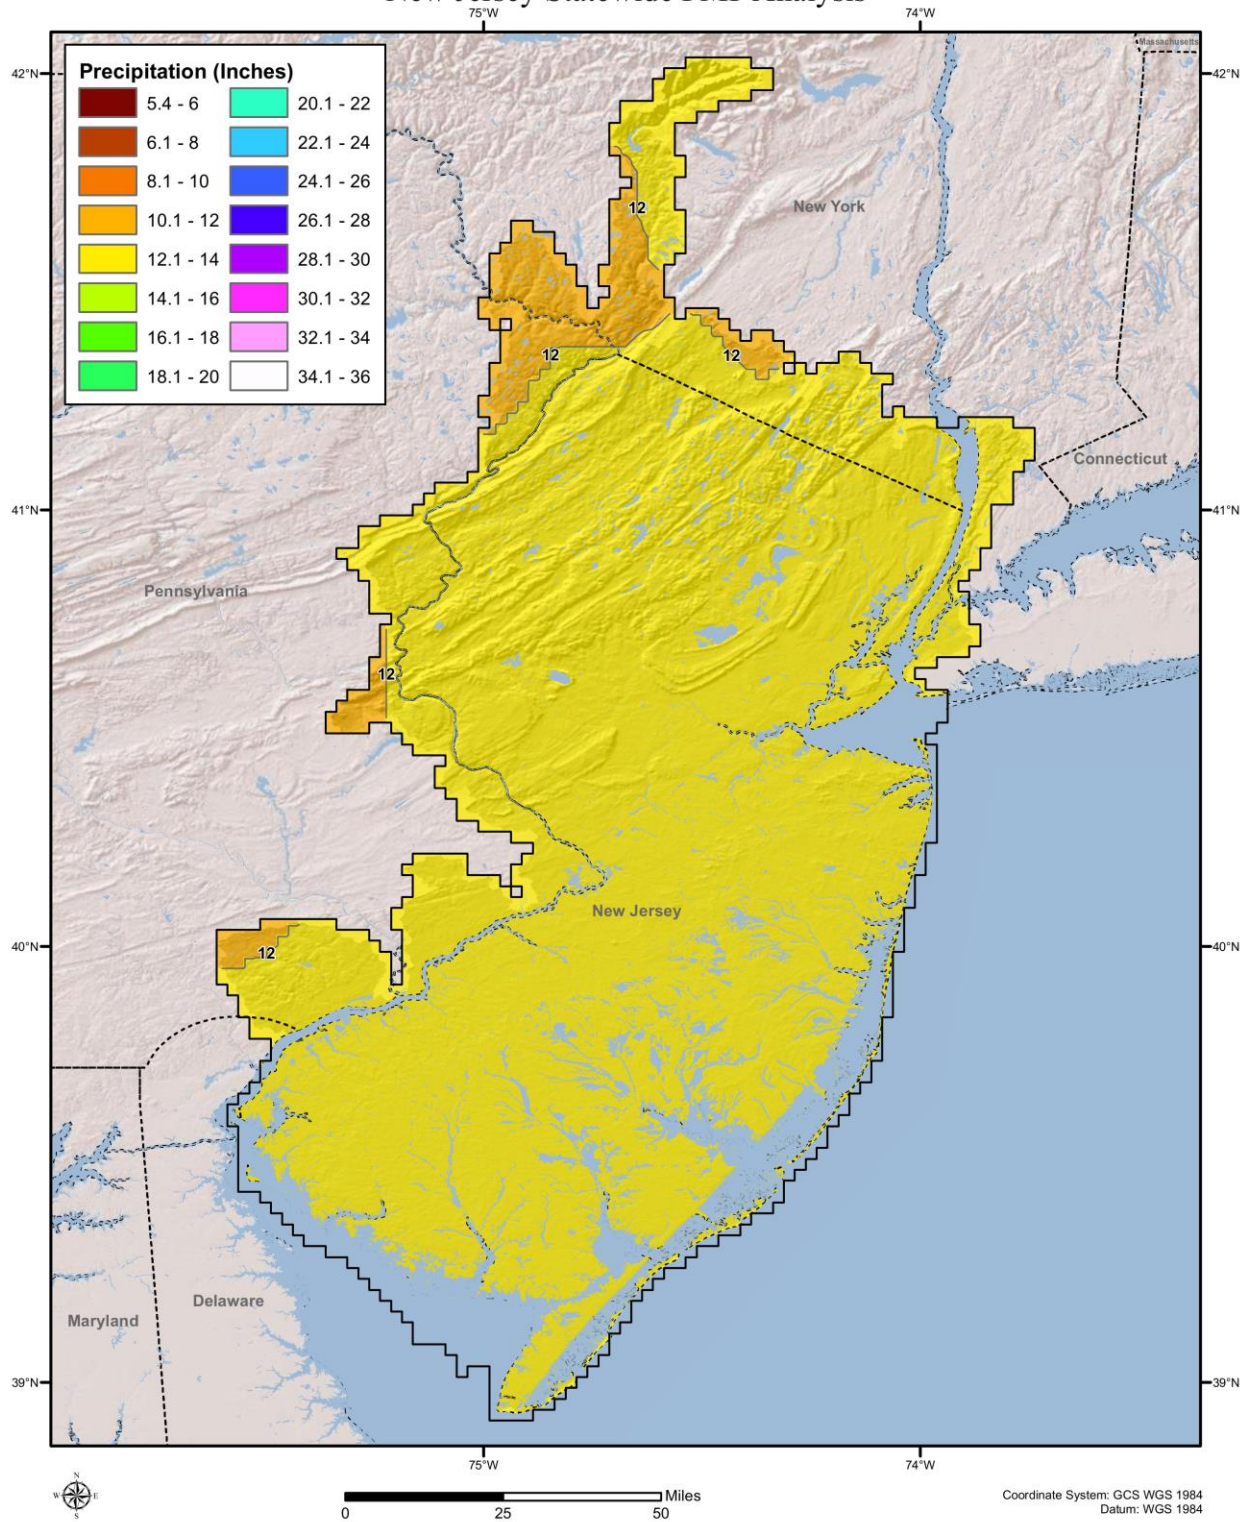 New Jersey Statewide PMP Analysis
75°W 74°W
42°N 42°N
Massachusetts
Precipitation (Inches)
5.4 - 6 20.1 - 22
6.1 - 8 22.1 - 24
8.1 - 10 24.1 - 26
10.1 - 12 26.1 - 28
12.1 - 14 28.1 - 30
14.1 - 16 30.1 - 32
16.1 - 18 32.1 - 34
18.1 - 20 34.1 - 36
New York
12
12 12
Connecticut
41°N 41°N
Pennsylvania
12
New Jersey
40°N 40°N
12
Delaware
Maryland
39°N 39°N
75°W 74°W
N
W E
S
Miles
0 25 50
Coordinate System: GCS WGS 1984
Datum: WGS 1984